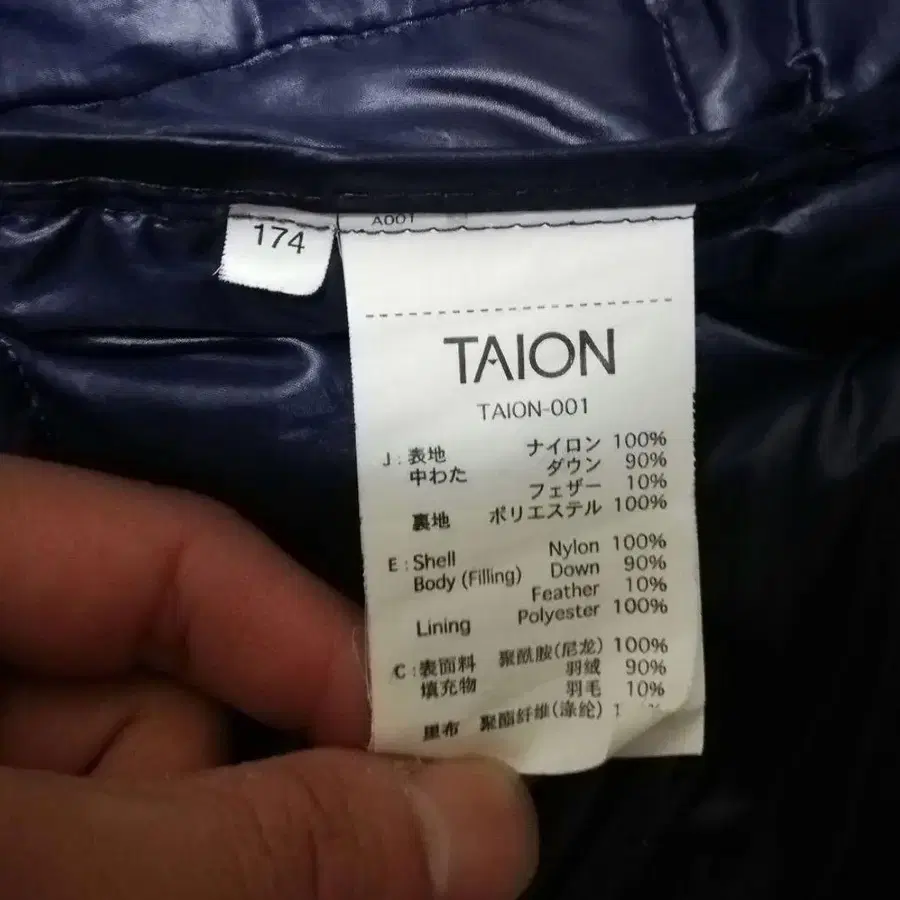 174
A001
TAION
TAION-001
J : 表地 ナイロン 100%
中わた ダウン 90%
フェザー 10%
裏地 ポリエステル 100%
E : Shell Nylon 100%
Body (Filling) Down 90%
Feather 10%
Lining Polyester 100%
C : 表面料 聚酰胺(尼龙) 100%
填充物 羽绒 90%
羽毛 10%
里布 聚酯纤维(涤纶)